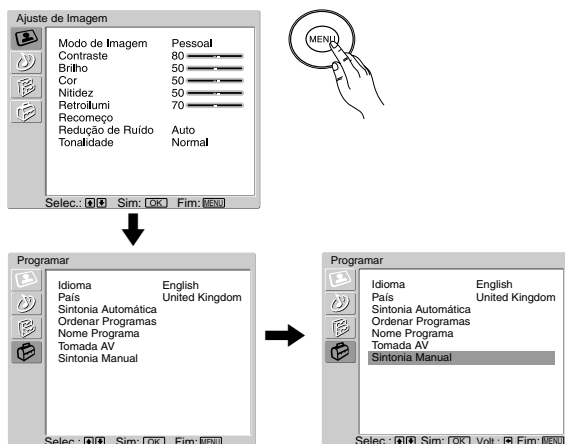 Ajuste de Imagem
Modo de Imagem Pessoal
Contraste 80
Brilho 50
Cor 50
Nitidez 50
Retroilumi 70
Recomeço
Redução de Ruído Auto
Tonalidade Normal
Selec.: Sim: OK Fim: MENU
MENU
Programar
Idioma English
País United Kingdom
Sintonia Automática
Ordenar Programas
Nome Programa
Tomada AV
Sintonia Manual
Selec.: Sim: OK Fim: MENU
Programar
Idioma English
País United Kingdom
Sintonia Automática
Ordenar Programas
Nome Programa
Tomada AV
Sintonia Manual
Selec.: Sim: OK Volt.: Fim: MENU